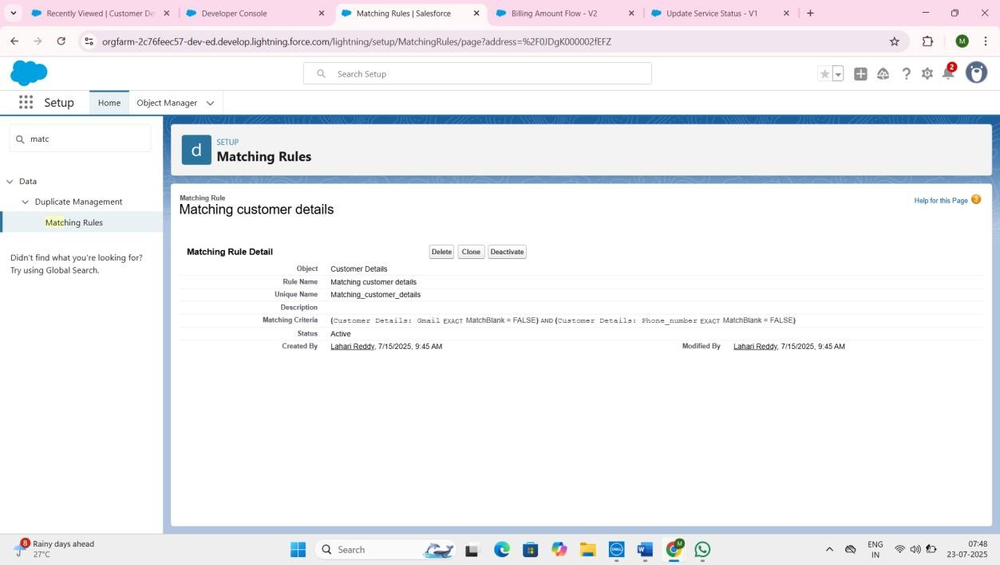 Recently Viewed | Customer De
Developer Console
Matching Rules | Salesforce
Billing Amount Flow - V2
Update Service Status - V1
orgfarm-2c76feec57-dev-ed.develop.lightning.force.com/lightning/setup/MatchingRules/page?address=%2F0JDgK000002fEFZ
M
Search Setup
2
Setup
Home
Object Manager
matc
d
SETUP
Matching Rules
Data
Duplicate Management
Matching Rules
Didn't find what you're looking for?
Try using Global Search.
Matching Rule
Matching customer details
Help for this Page ?
Matching Rule Detail
Delete Clone Deactivate
Object Customer Details
Rule Name Matching customer details
Unique Name Matching_customer_details
Description
Matching Criteria (Customer Details: Gmail EXACT MatchBlank = FALSE) AND (Customer Details: Phone_number EXACT MatchBlank = FALSE)
Status Active
Created By Lahari Reddy, 7/15/2025, 9:45 AM Modified By Lahari Reddy, 7/15/2025, 9:45 AM
8
Rainy days ahead
27°C
Search
DELL
W
M
ENG
IN
07:48
23-07-2025